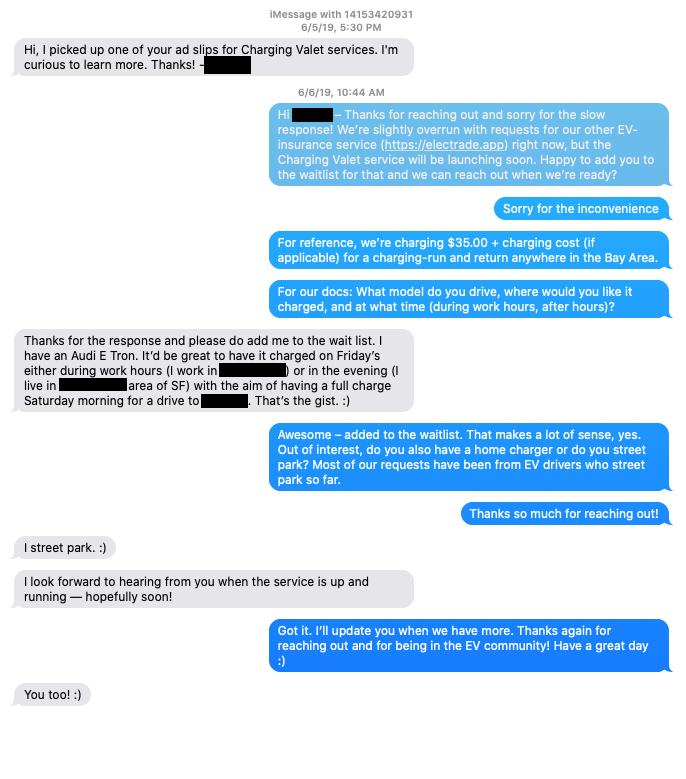 iMessage with 14153420931
6/5/19, 5:30 PM
Hi, I picked up one of your ad slips for Charging Valet services. I'm
curious to learn more. Thanks! -
6/6/19, 10:44 AM
Hi – Thanks for reaching out and sorry for the slow
response! We’re slightly overrun with requests for our other EV-
insurance service (https://electrade.app) right now, but the
Charging Valet service will be launching soon. Happy to add you to
the waitlist for that and we can reach out when we’re ready?
Sorry for the inconvenience
For reference, we’re charging $35.00 + charging cost (if
applicable) for a charging-run and return anywhere in the Bay Area.
For our docs: What model do you drive, where would you like it
charged, and at what time (during work hours, after hours)?
Thanks for the response and please do add me to the wait list. I
have an Audi E Tron. It’d be great to have it charged on Friday’s
either during work hours (I work in ) or in the evening (I
live in area of SF) with the aim of having a full charge
Saturday morning for a drive to . That’s the gist. :)
Awesome – added to the waitlist. That makes a lot of sense, yes.
Out of interest, do you also have a home charger or do you street
park? Most of our requests have been from EV drivers who street
park so far.
Thanks so much for reaching out!
I street park. :)
I look forward to hearing from you when the service is up and
running — hopefully soon!
Got it. I’ll update you when we have more. Thanks again for
reaching out and for being in the EV community! Have a great day
:)
You too! :)